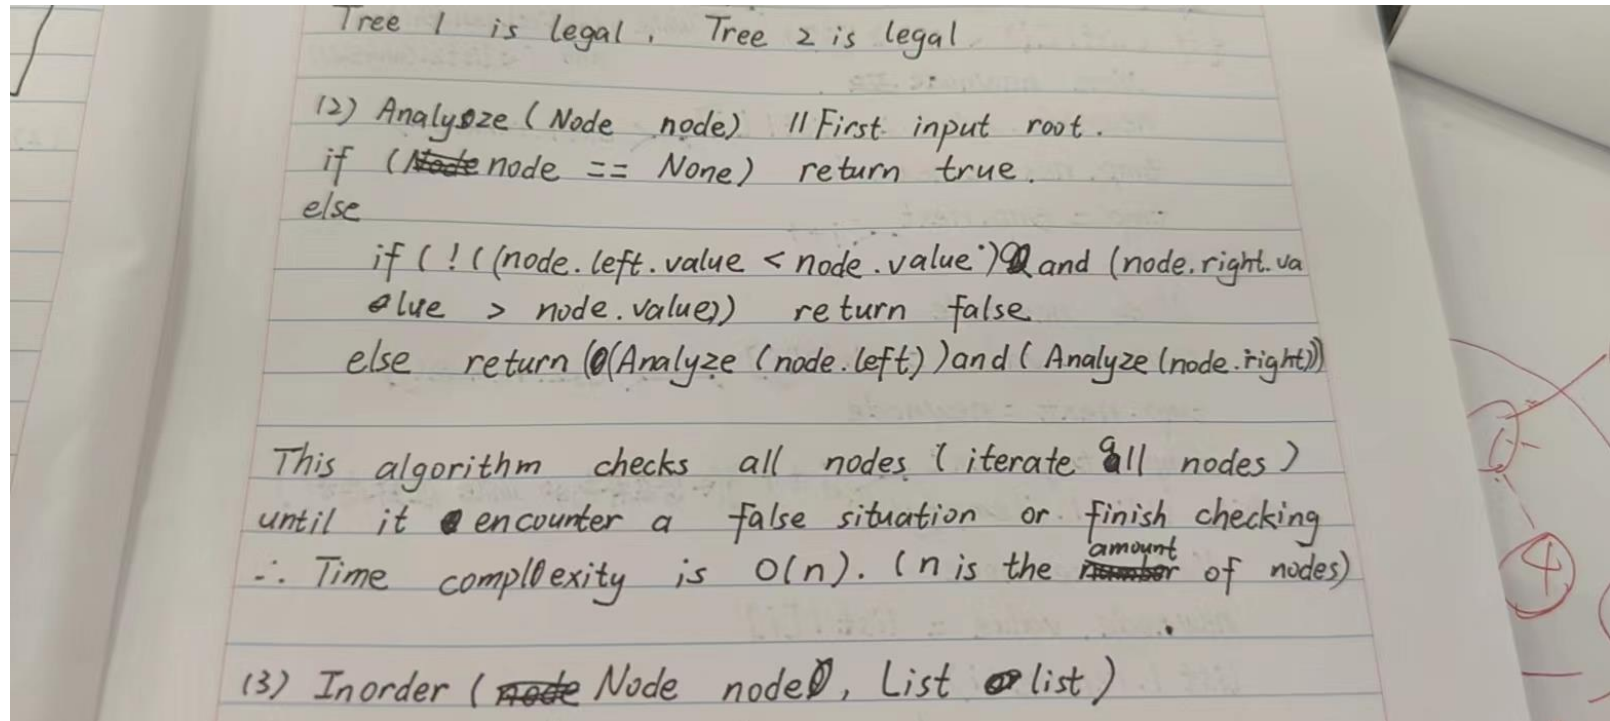 Tree 1 is legal. Tree 2 is legal
(2) Analyze (Node node) // First input root.
if (node == None) return true.
else
if (!((node.left.value < node.value) and (node.right.va
lue > node.value)) return false
else return ((Analyze (node.left)) and (Analyze (node.right))
This algorithm checks all nodes (iterate all nodes)
until it encounter a false situation or finish checking
∴ Time complexity is O(n). (n is the amount of nodes)
(3) Inorder (Node node, List list)
4